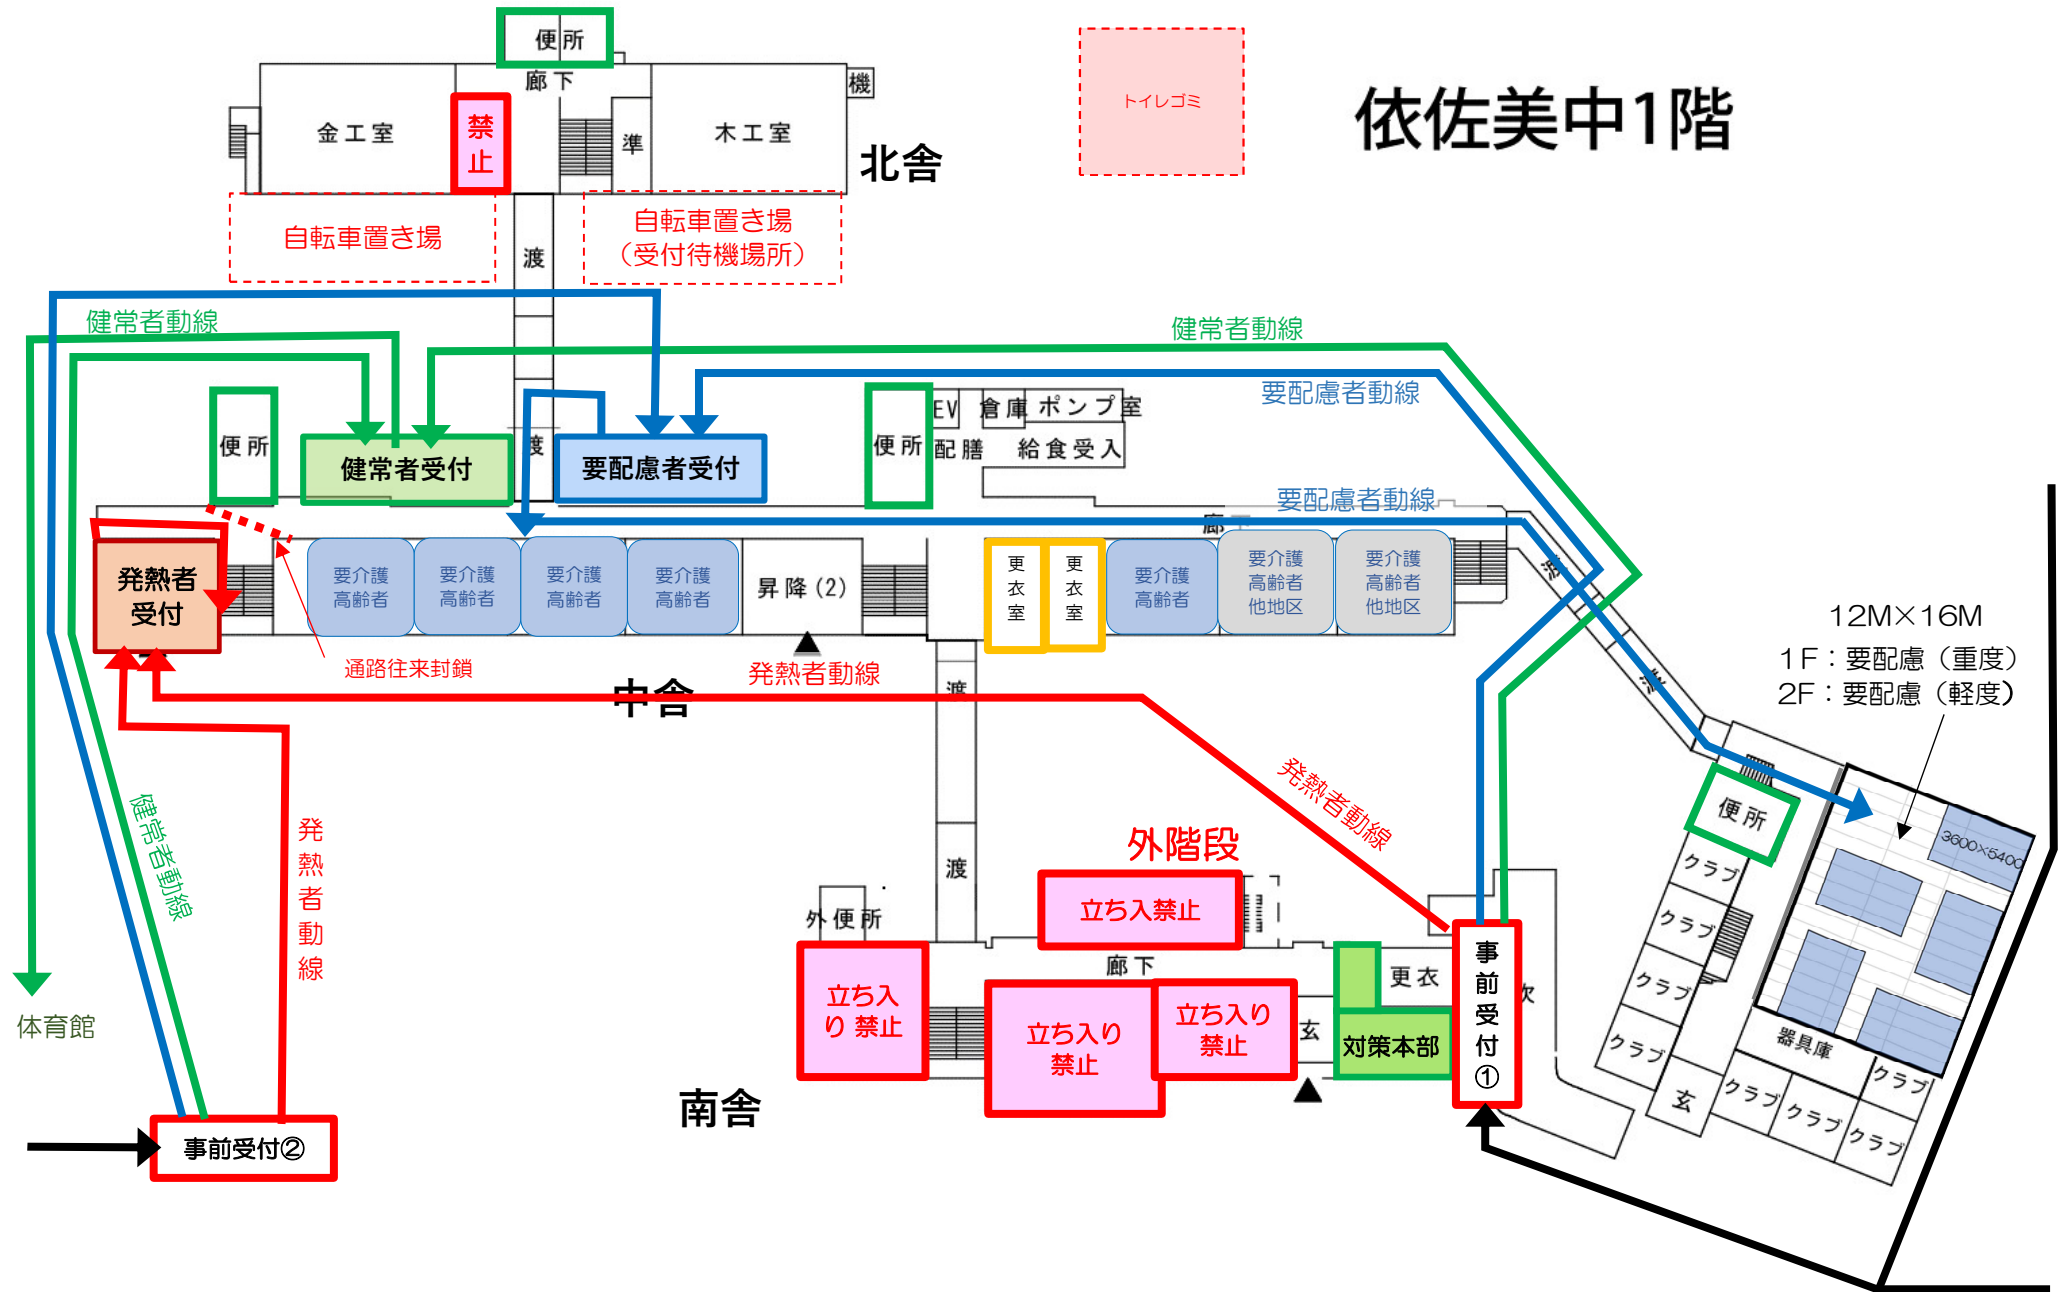 便所
廊下
機
トイレゴミ
依佐美中1階
金工室
禁
止
準
木工室
北舎
自転車置き場
自転車置き場
（受付待機場所）
渡
健常者動線
健常者動線
要配慮者動線
便所
健常者受付
渡
要配慮者受付
便所
EV
倉庫
ポンプ室
配膳
給食受入
要配慮者動線
廊下
発熱者
受付
要介護
高齢者
要介護
高齢者
要介護
高齢者
要介護
高齢者
昇降(2)
更
衣
室
更
衣
室
要介護
高齢者
要介護
高齢者
他地区
要介護
高齢者
他地区
渡
通路往来封鎖
発熱者動線
中舎
渡
渡
12M×16M
1F：要配慮（重度）
2F：要配慮（軽度）
発熱者動線
健常者動線
発
熱
者
動
線
外階段
渡
便所
3600×5400
クラブ
クラブ
クラブ
クラブ
外便所
立ち入禁止
廊下
更衣
事
前
受
付
①
立ち入
り 禁止
立ち入り
禁止
立ち入り
禁止
玄
対策本部
体育館
器具庫
クラブ
クラブ
クラブ
クラブ
玄
南舎
事前受付②